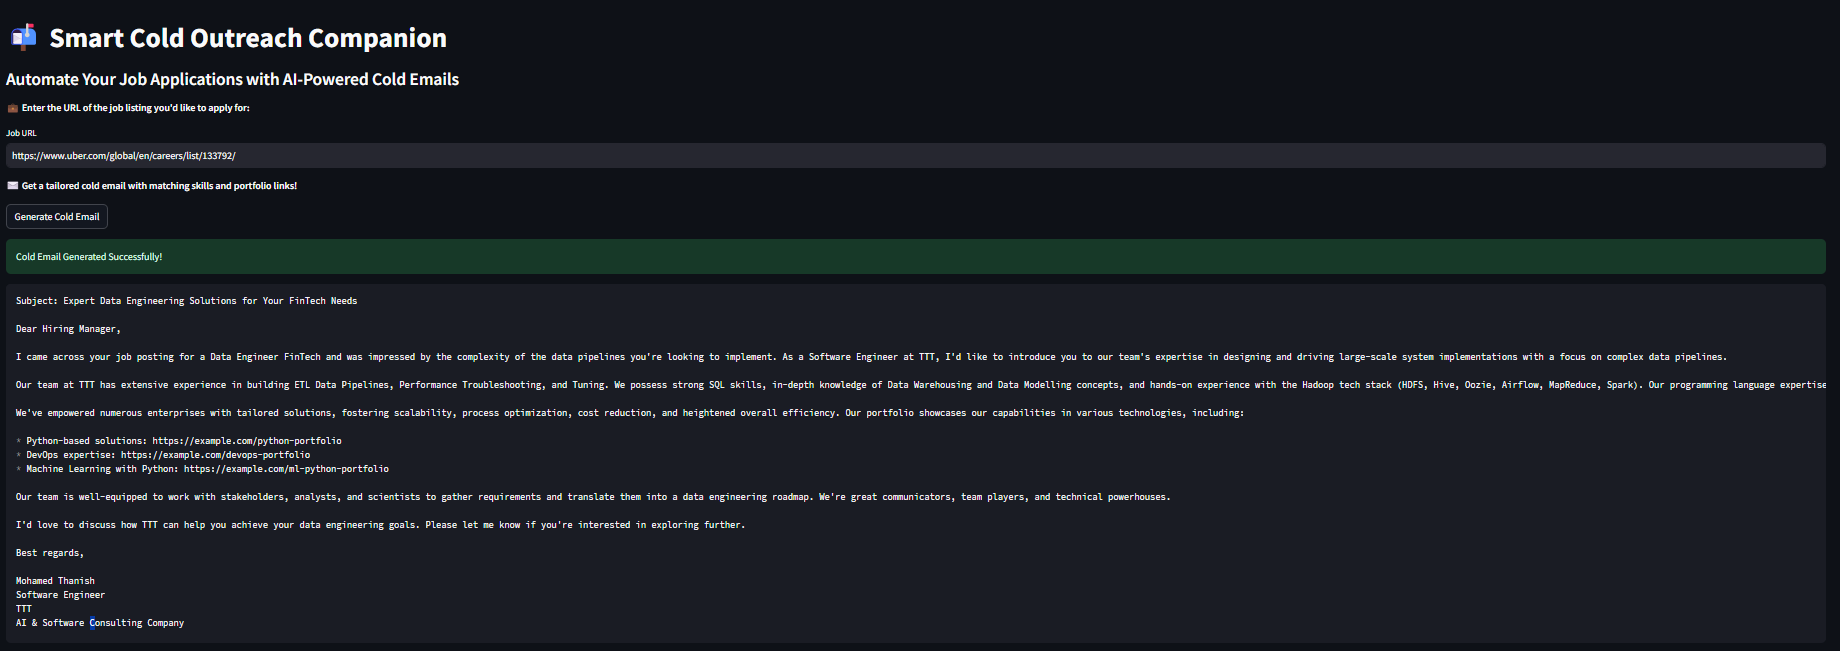 Smart Cold Outreach Companion
Automate Your Job Applications with AI-Powered Cold Emails
Enter the URL of the job listing you'd like to apply for:
Job URL
https://www.uber.com/global/en/careers/list/133792/
Get a tailored cold email with matching skills and portfolio links!
Generate Cold Email
Cold Email Generated Successfully!
Subject: Expert Data Engineering Solutions for Your FinTech Needs
Dear Hiring Manager,
I came across your job posting for a Data Engineer FinTech and was impressed by the complexity of the data pipelines you're looking to implement. As a Software Engineer at TTT, I'd like to introduce you to our team's expertise in designing and driving large-scale system implementations with a focus on complex data pipelines.
Our team at TTT has extensive experience in building ETL Data Pipelines, Performance Troubleshooting, and Tuning. We possess strong SQL skills, in-depth knowledge of Data Warehousing and Data Modelling concepts, and hands-on experience with the Hadoop tech stack (HDFS, Hive, Oozie, Airflow, MapReduce, Spark). Our programming language expertise
We've empowered numerous enterprises with tailored solutions, fostering scalability, process optimization, cost reduction, and heightened overall efficiency. Our portfolio showcases our capabilities in various technologies, including:
* Python-based solutions: https://example.com/python-portfolio
* DevOps expertise: https://example.com/devops-portfolio
* Machine Learning with Python: https://example.com/ml-python-portfolio
Our team is well-equipped to work with stakeholders, analysts, and scientists to gather requirements and translate them into a data engineering roadmap. We're great communicators, team players, and technical powerhouses.
I'd love to discuss how TTT can help you achieve your data engineering goals. Please let me know if you're interested in exploring further.
Best regards,
Mohamed Thanish
Software Engineer
TTT
AI & Software Consulting Company